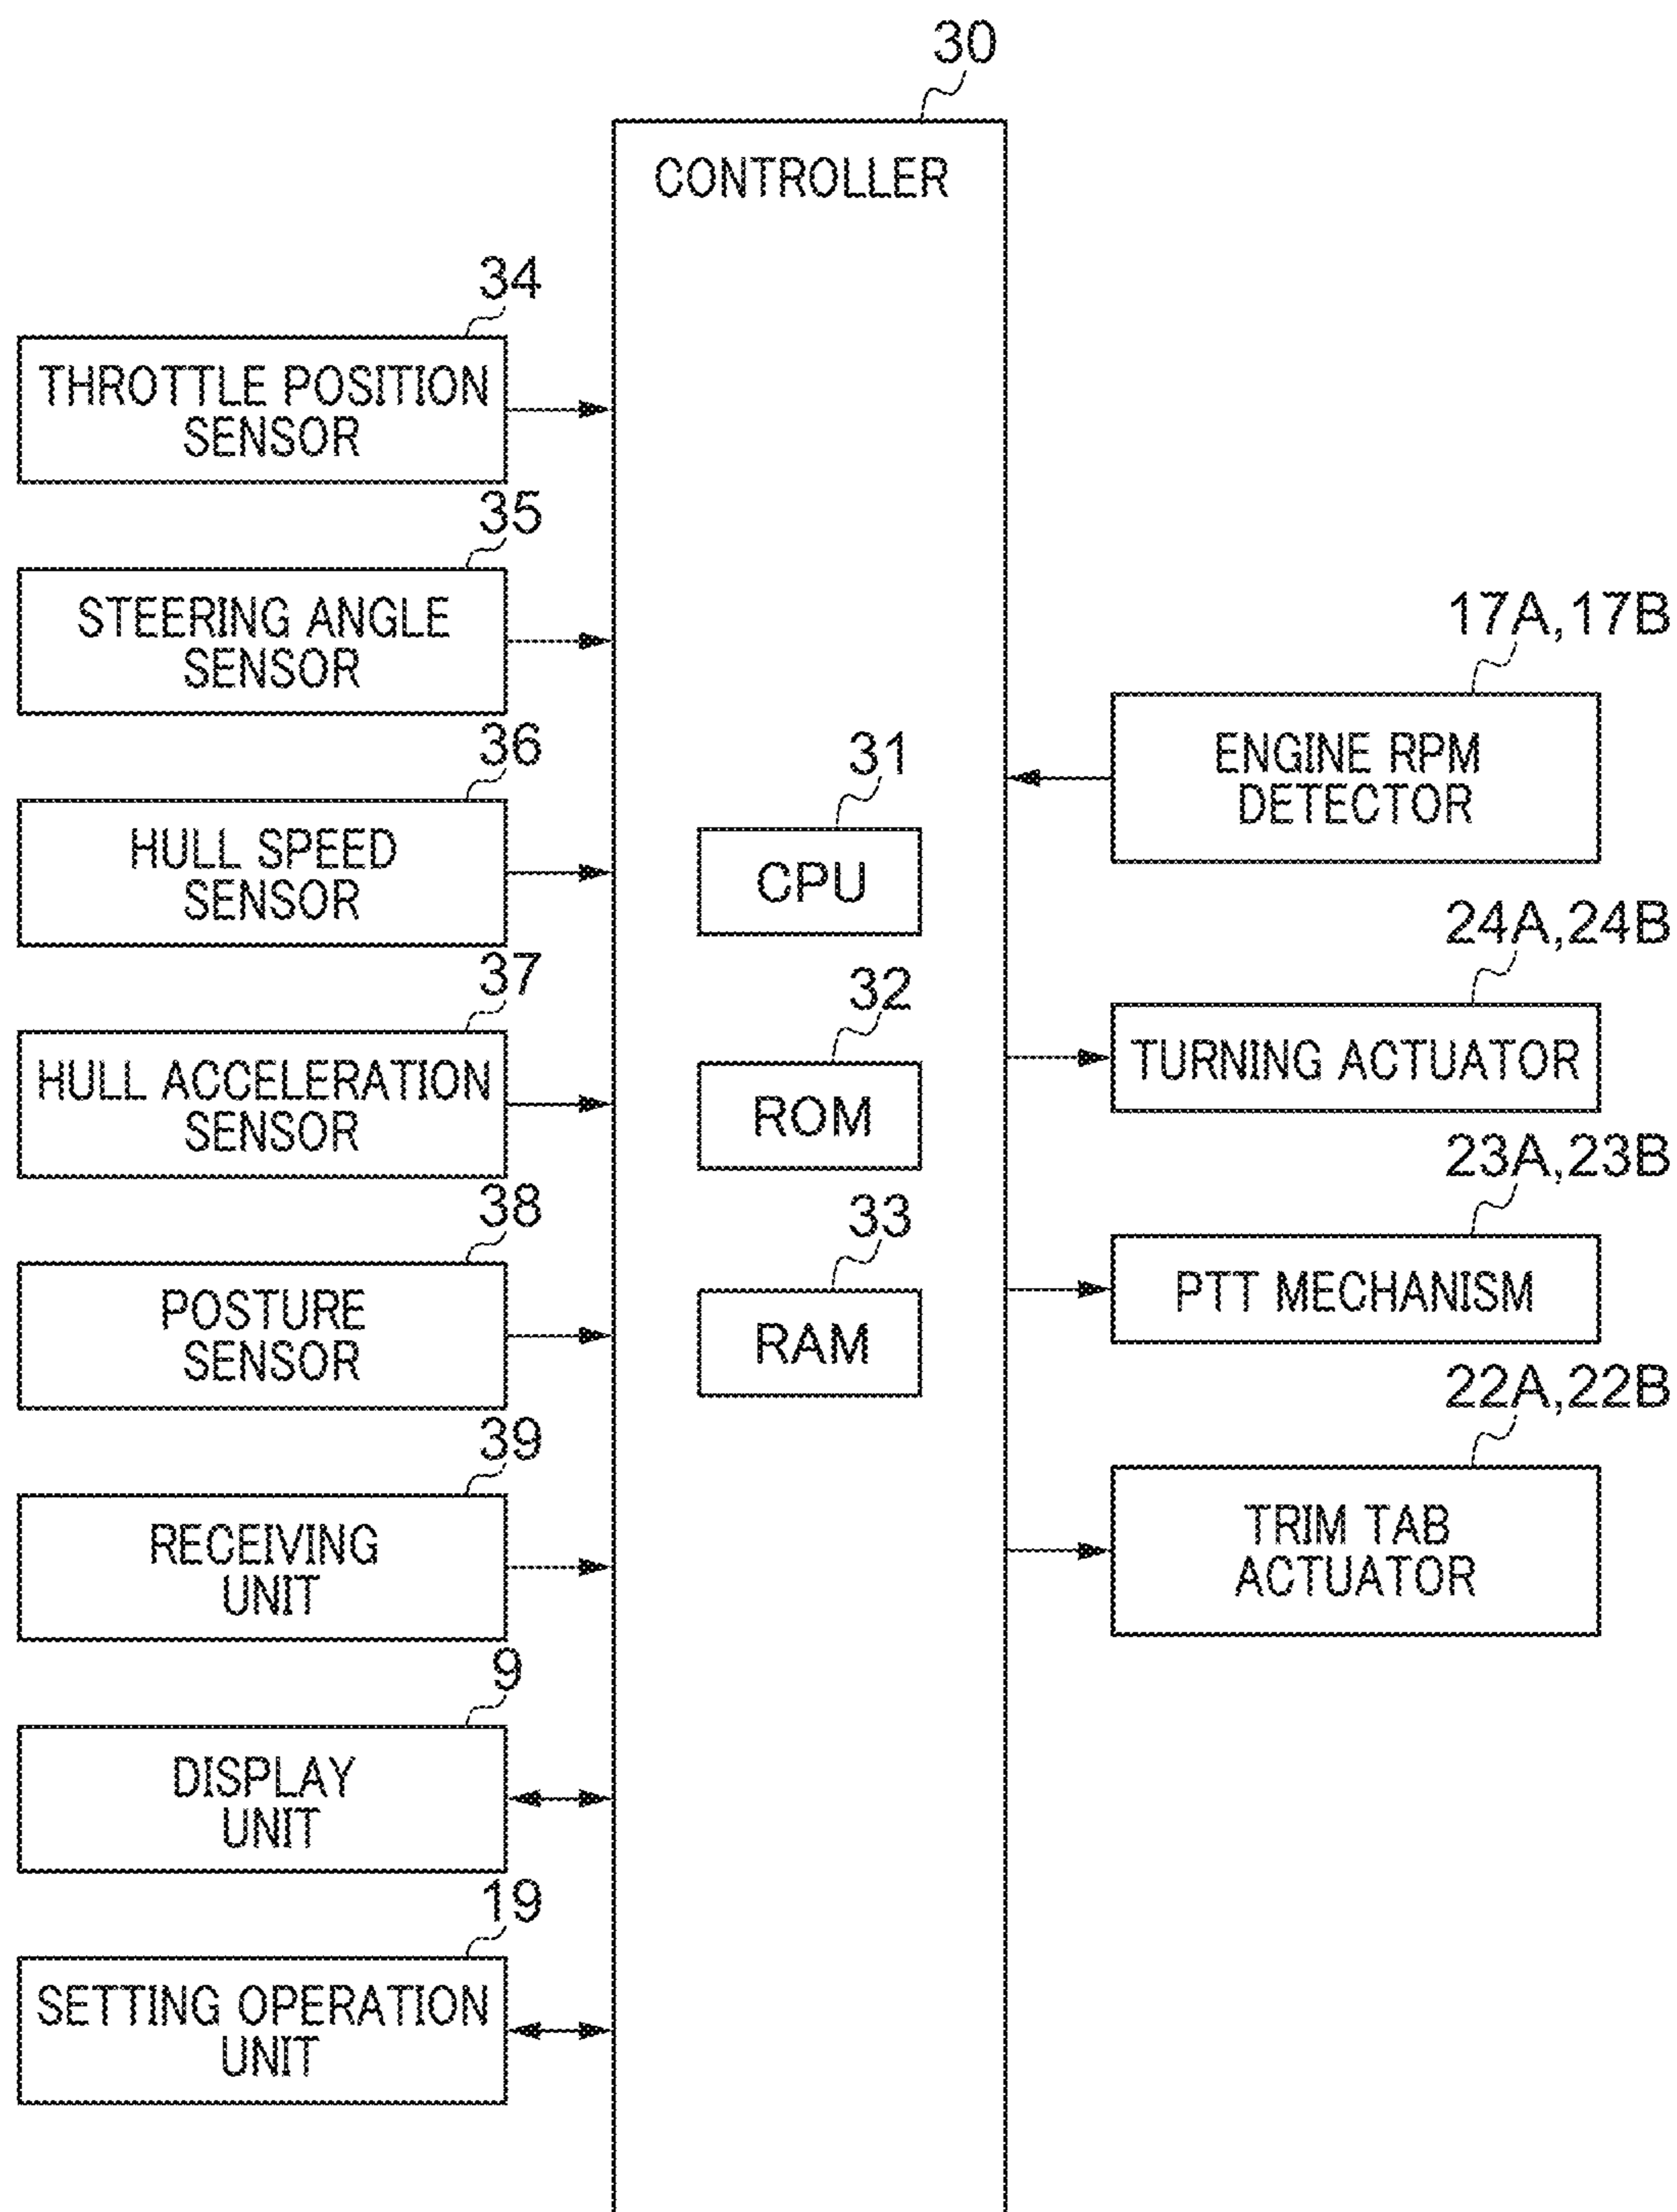 30
CONTROLLER
34
THROTTLE POSITION
SENSOR
35
STEERING ANGLE
SENSOR
36
HULL SPEED
SENSOR
37
HULL ACCELERATION
SENSOR
38
POSTURE
SENSOR
39
RECEIVING
UNIT
9
DISPLAY
UNIT
19
SETTING OPERATION
UNIT
31
CPU
32
ROM
33
RAM
17A,17B
ENGINE RPM
DETECTOR
24A,24B
TURNING ACTUATOR
23A,23B
PTT MECHANISM
22A,22B
TRIM TAB
ACTUATOR